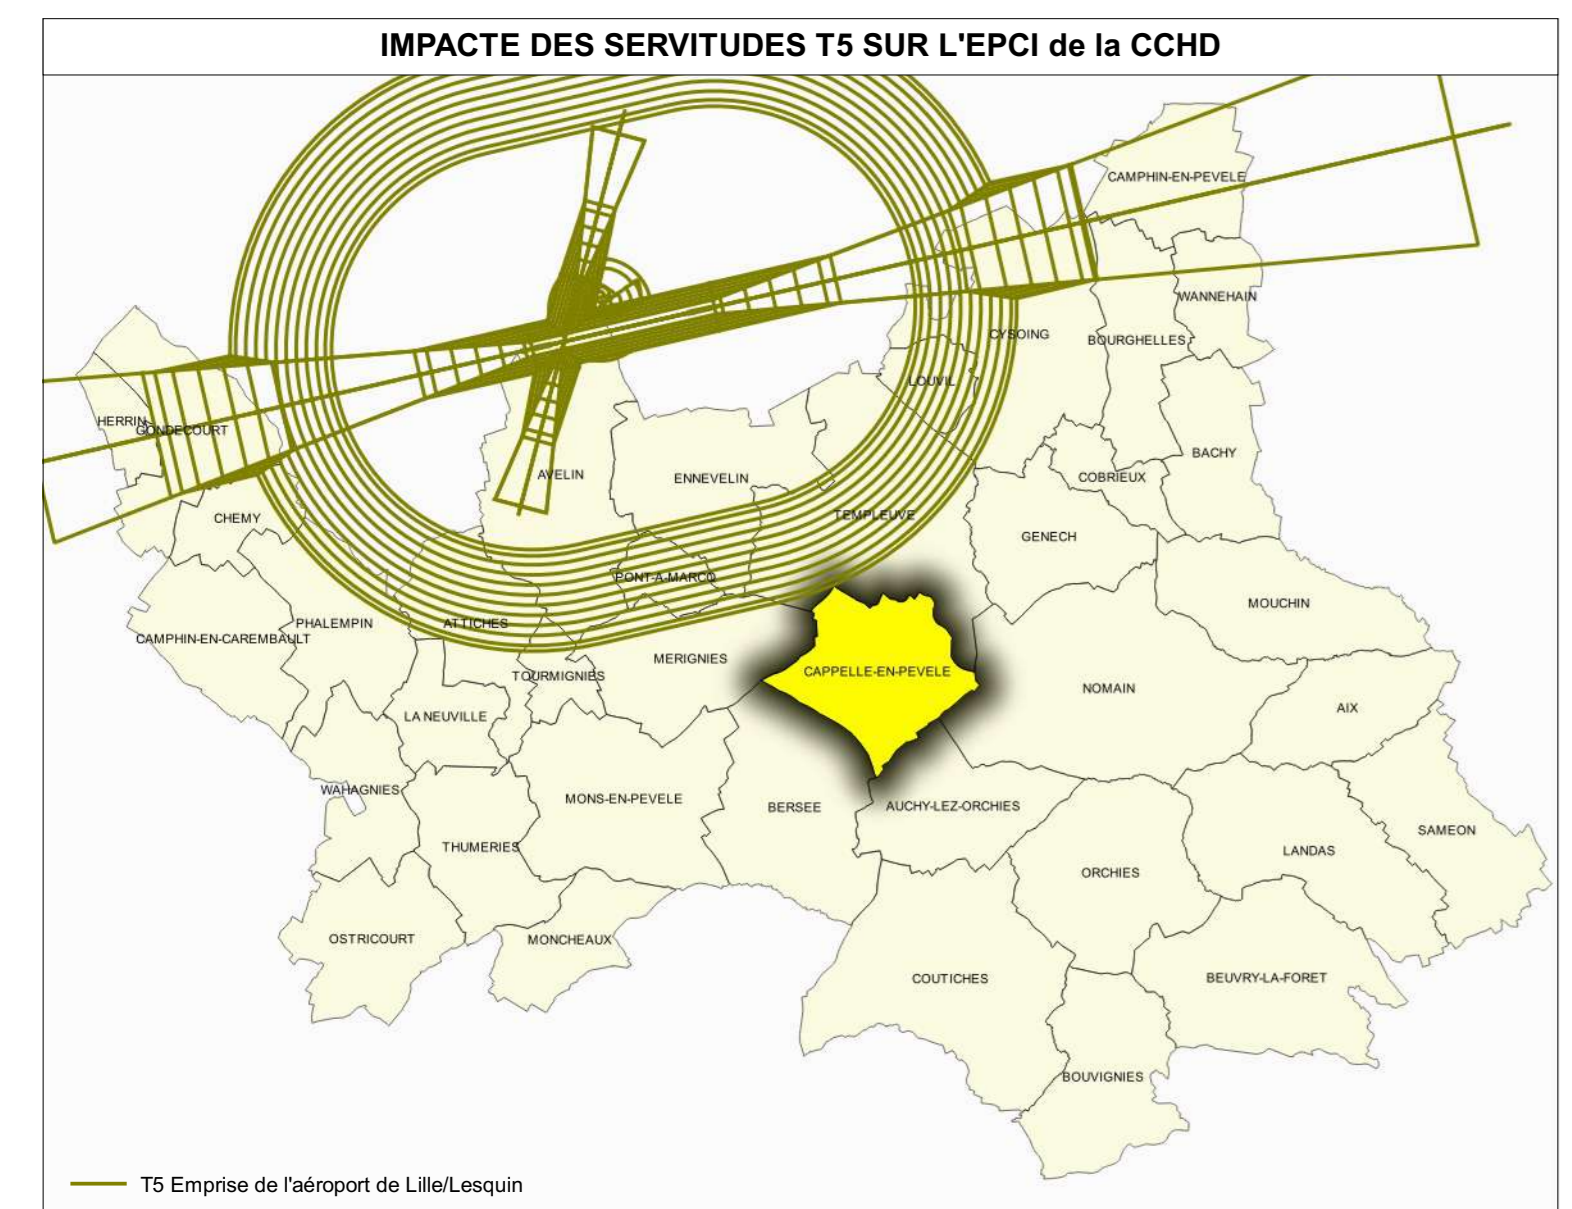 IMPACTE DES SERVITUDES T5 SUR L'EPCI de la CCHD
CAMPHIN-EN-PEVELE
WANNEHAIN
CYSOING
BOURGHELLES
LOUVIL
HERRIN
GONDECOURT
BACHY
AVELIN
ENNEVELIN
COBRIEUX
CHEMY
TEMPLEUVE
GENECH
PONT-A-MARCQ
MOUCHIN
PHALEMPIN
ATTICHES
CAMPHIN-EN-CAREMBAULT
MERIGNIES
CAPPELLE-EN-PEVELE
TOURMIGNIES
NOMAIN
AIX
LA NEUVILLE
WAHAGNIES
MONS-EN-PEVELE
BERSEE
AUCHY-LEZ-ORCHIES
SAMEON
THUMERIES
LANDAS
ORCHIES
OSTRICOURT
MONCHEAUX
COUTICHES
BEUVRY-LA-FORET
BOUVIGNIES
T5 Emprise de l'aéroport de Lille/Lesquin